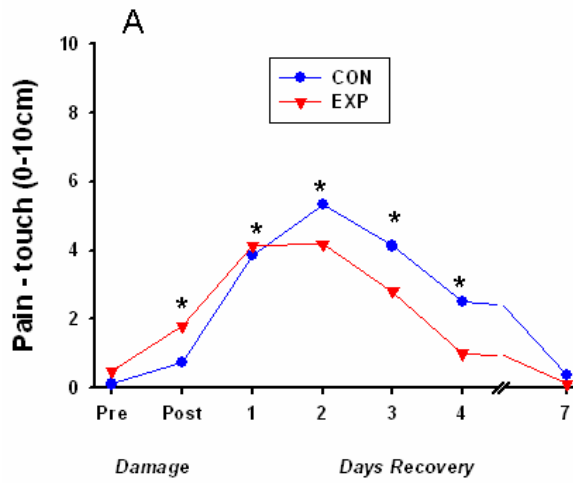 A
10
8
6
4
2
0
Pain - touch (0-10cm)
CON
EXP
*
*
*
*
*
Pre Post 1 2 3 4 7
Damage Days Recovery